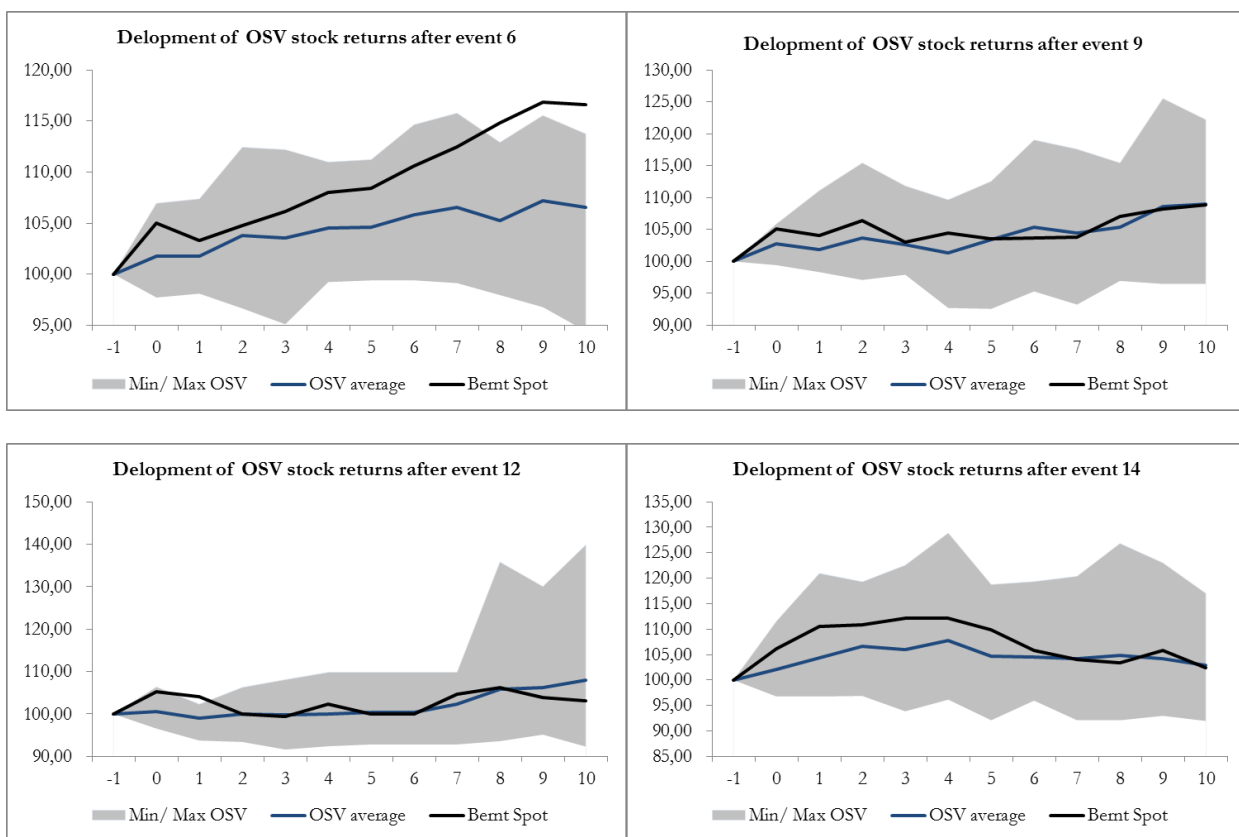 Delopment of OSV stock returns after event 6
120,00
115,00
110,00
105,00
100,00
95,00
-1 0 1 2 3 4 5 6 7 8 9 10
Min/ Max OSV OSV average Bernt Spot
Delopment of OSV stock returns after event 9
130,00
125,00
120,00
115,00
110,00
105,00
100,00
95,00
90,00
-1 0 1 2 3 4 5 6 7 8 9 10
Min/ Max OSV OSV average Bernt Spot
Delopment of OSV stock returns after event 12
150,00
140,00
130,00
120,00
110,00
100,00
90,00
-1 0 1 2 3 4 5 6 7 8 9 10
Min/ Max OSV OSV average Bernt Spot
Delopment of OSV stock returns after event 14
135,00
130,00
125,00
120,00
115,00
110,00
105,00
100,00
95,00
90,00
85,00
-1 0 1 2 3 4 5 6 7 8 9 10
Min/ Max OSV OSV average Bernt Spot